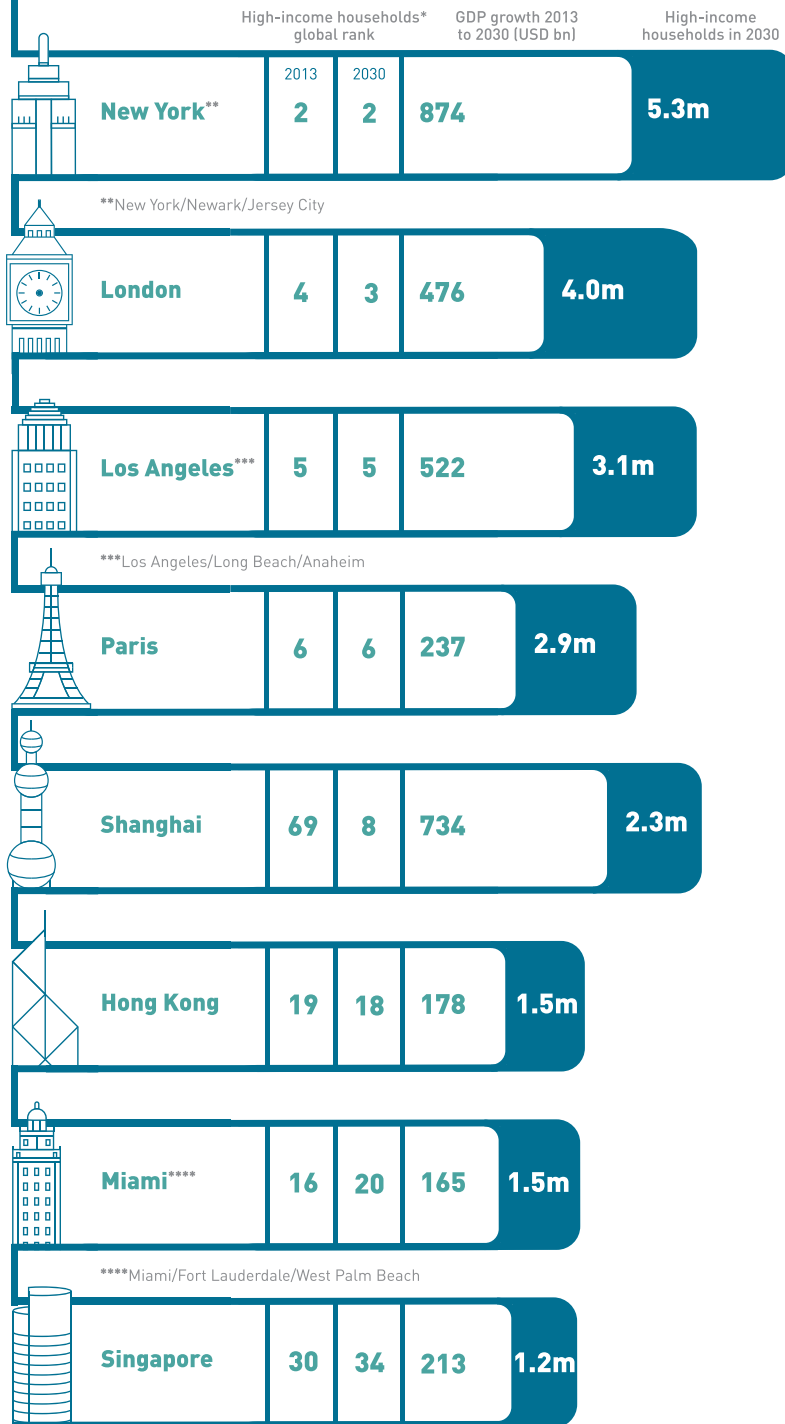 High-income households*
global rank
GDP growth 2013
to 2030 (USD bn)
High-income
households in 2030
2013 2030
New York** 2 2 874 5.3m
**New York/Newark/Jersey City
London 4 3 476 4.0m
Los Angeles*** 5 5 522 3.1m
***Los Angeles/Long Beach/Anaheim
Paris 6 6 237 2.9m
Shanghai 69 8 734 2.3m
Hong Kong 19 18 178 1.5m
Miami**** 16 20 165 1.5m
****Miami/Fort Lauderdale/West Palm Beach
Singapore 30 34 213 1.2m